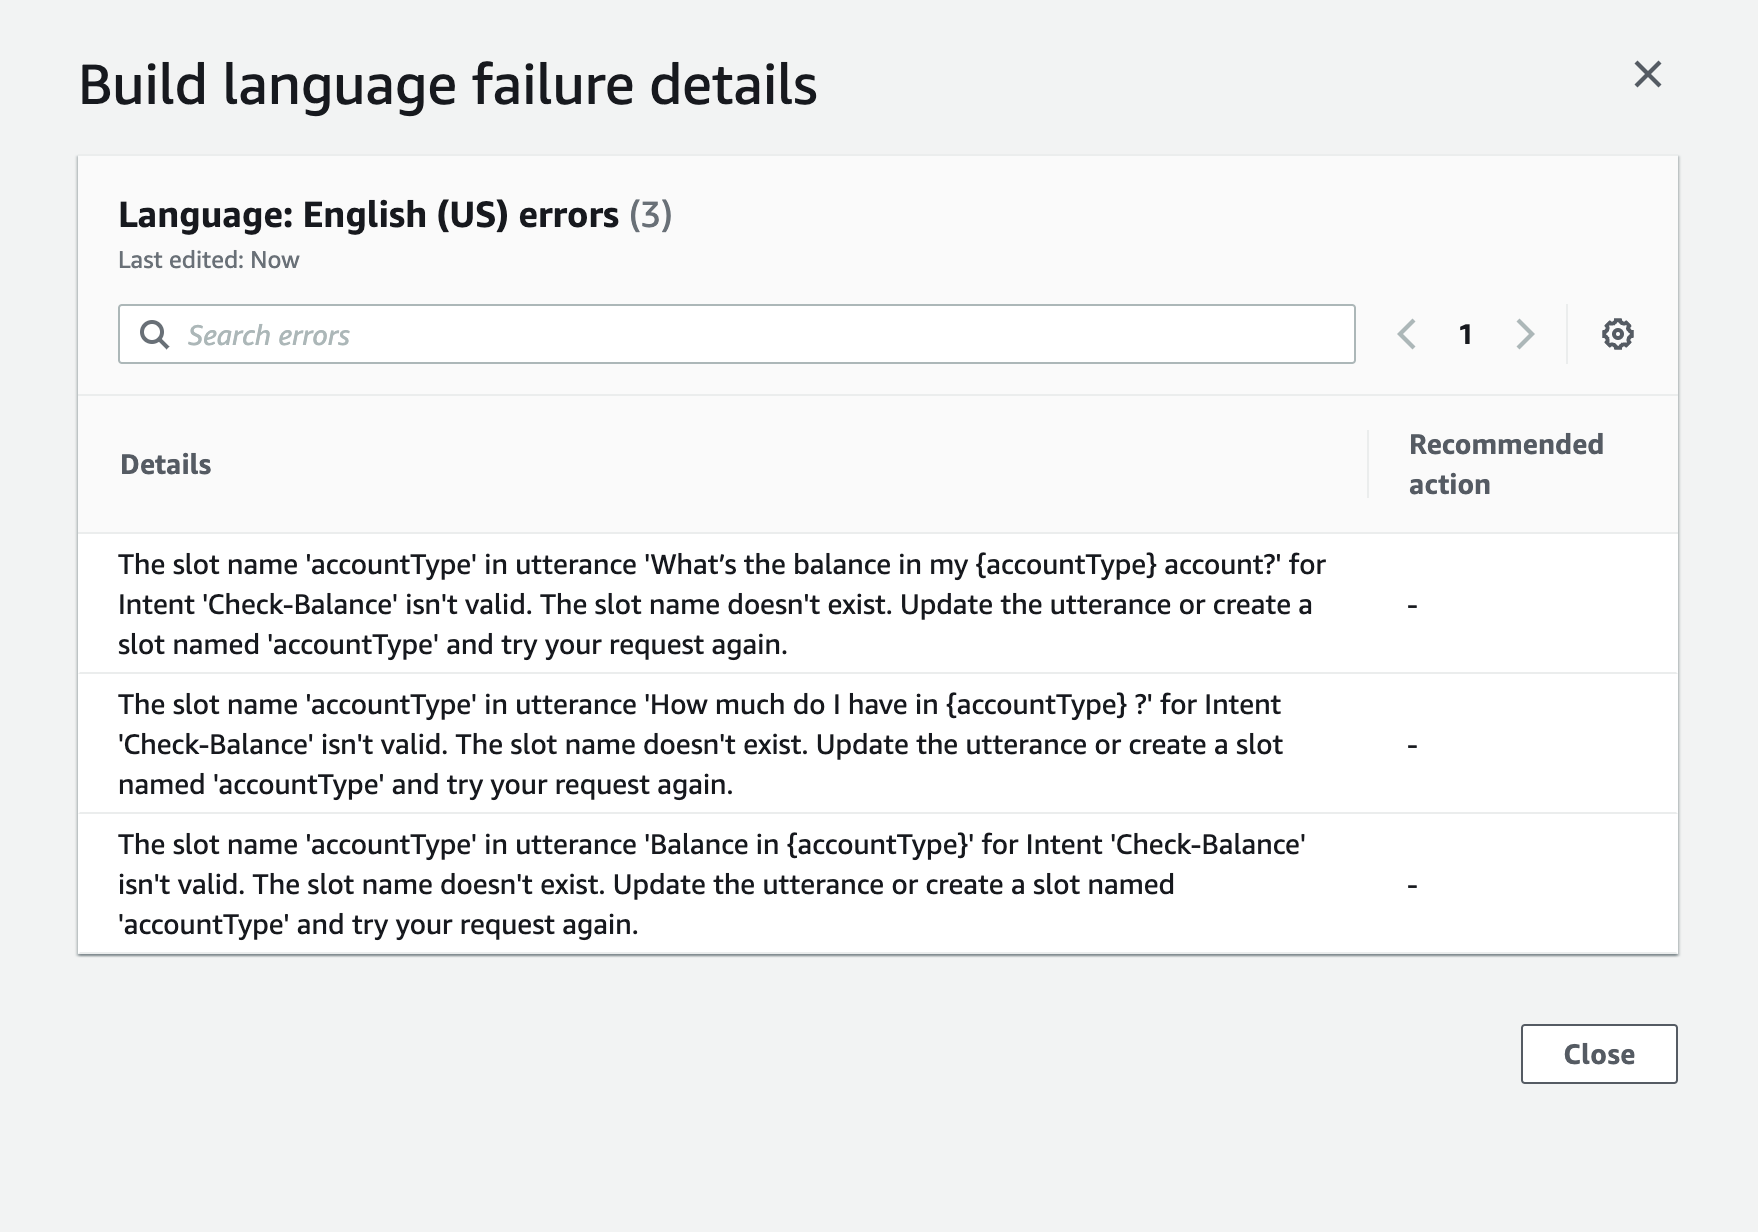 Build language failure details
Language: English (US) errors (3)
Last edited: Now
Search errors
1
Details
Recommended
action
The slot name 'accountType' in utterance 'What’s the balance in my {accountType} account?' for
Intent 'Check-Balance' isn't valid. The slot name doesn't exist. Update the utterance or create a
slot named 'accountType' and try your request again.
-
The slot name 'accountType' in utterance 'How much do I have in {accountType} ?' for Intent
'Check-Balance' isn't valid. The slot name doesn't exist. Update the utterance or create a slot
named 'accountType' and try your request again.
-
The slot name 'accountType' in utterance 'Balance in {accountType}' for Intent 'Check-Balance'
isn't valid. The slot name doesn't exist. Update the utterance or create a slot named
'accountType' and try your request again.
-
Close